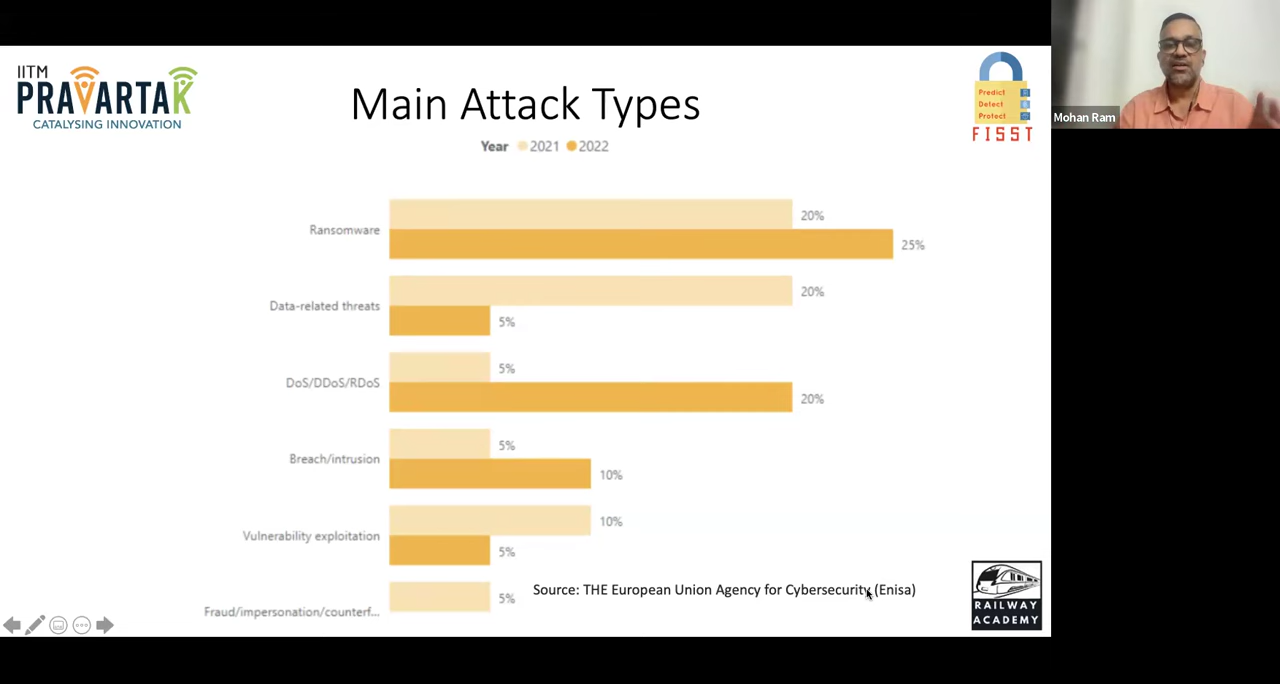 IITM
PRAVARTAK
CATALYSING INNOVATION
Main Attack Types
Predict
Detect
Protect
FISST
Mohan Ram
Year 2021 2022
Ransomware
20%
25%
Data-related threats
20%
5%
DoS/DDoS/RDoS
5%
20%
Breach/intrusion
5%
10%
Vulnerability exploitation
10%
5%
Fraud/impersonation/counterf...
5%
Source: THE European Union Agency for Cybersecurity (Enisa)
RAILWAY
ACADEMY